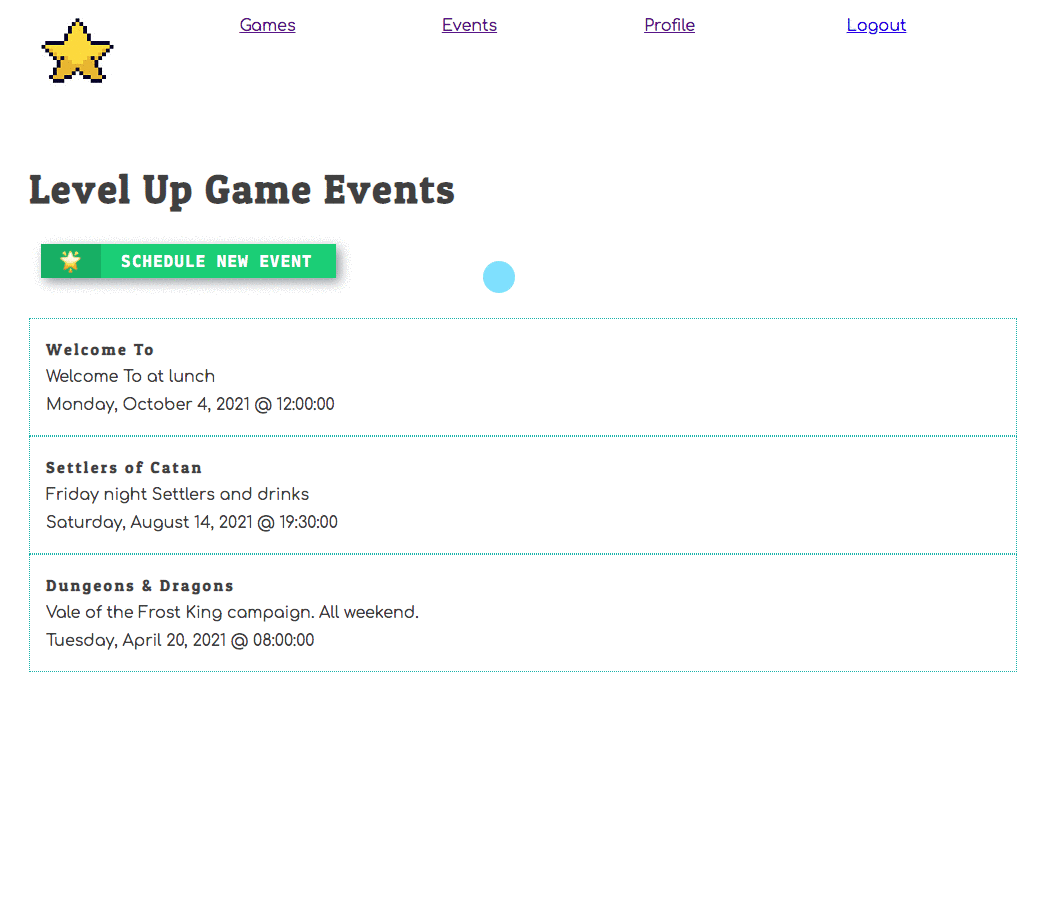 Games Events Profile Logout
Level Up Game Events
SCHEDULE NEW EVENT
Welcome To
Welcome To at lunch
Monday, October 4, 2021 @ 12:00:00
Settlers of Catan
Friday night Settlers and drinks
Saturday, August 14, 2021 @ 19:30:00
Dungeons & Dragons
Vale of the Frost King campaign. All weekend.
Tuesday, April 20, 2021 @ 08:00:00